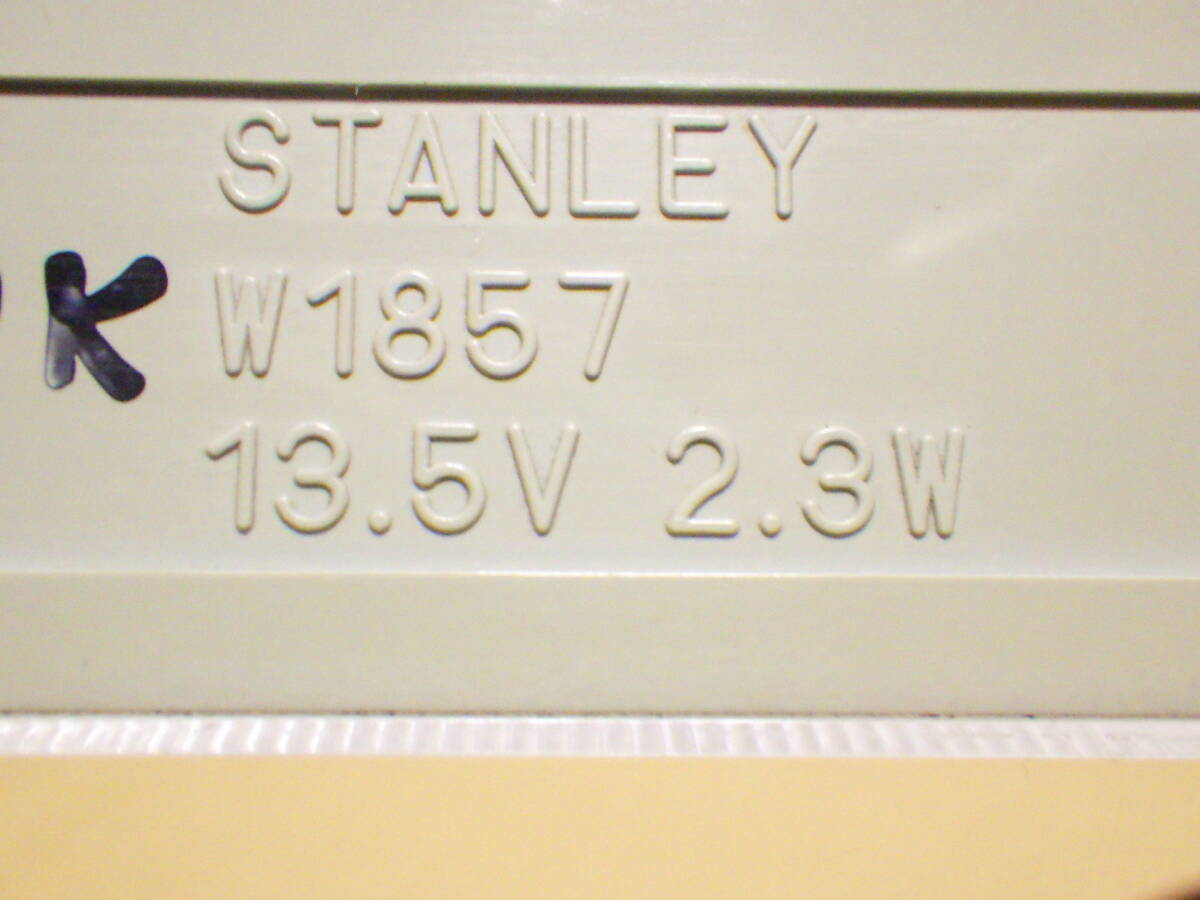 STANLEY
K W1857
13.5V 2.3W